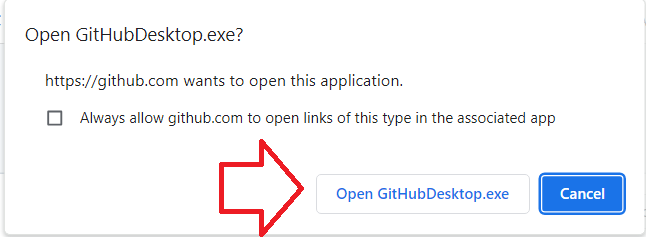 Open GitHubDesktop.exe?
https://github.com wants to open this application.
Always allow github.com to open links of this type in the associated app
Open GitHubDesktop.exe
Cancel